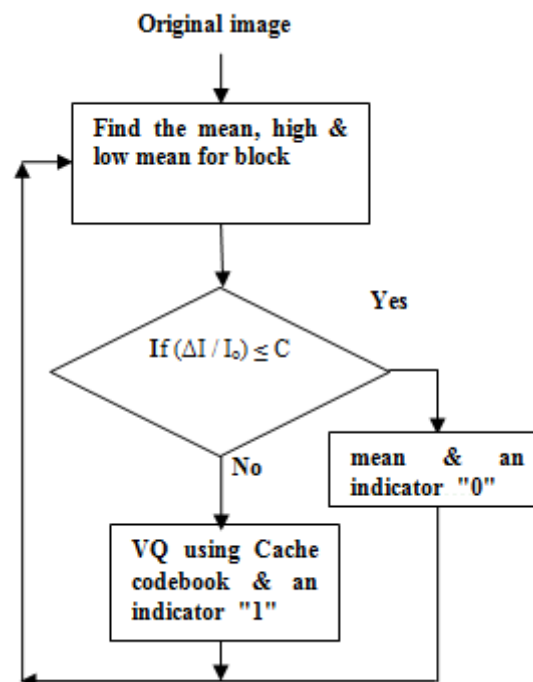 Original image
Find the mean, high &
low mean for block
Yes
If (ΔI / Iₒ) ≤ C
mean & an
indicator "0"
No
VQ using Cache
codebook & an
indicator "1"